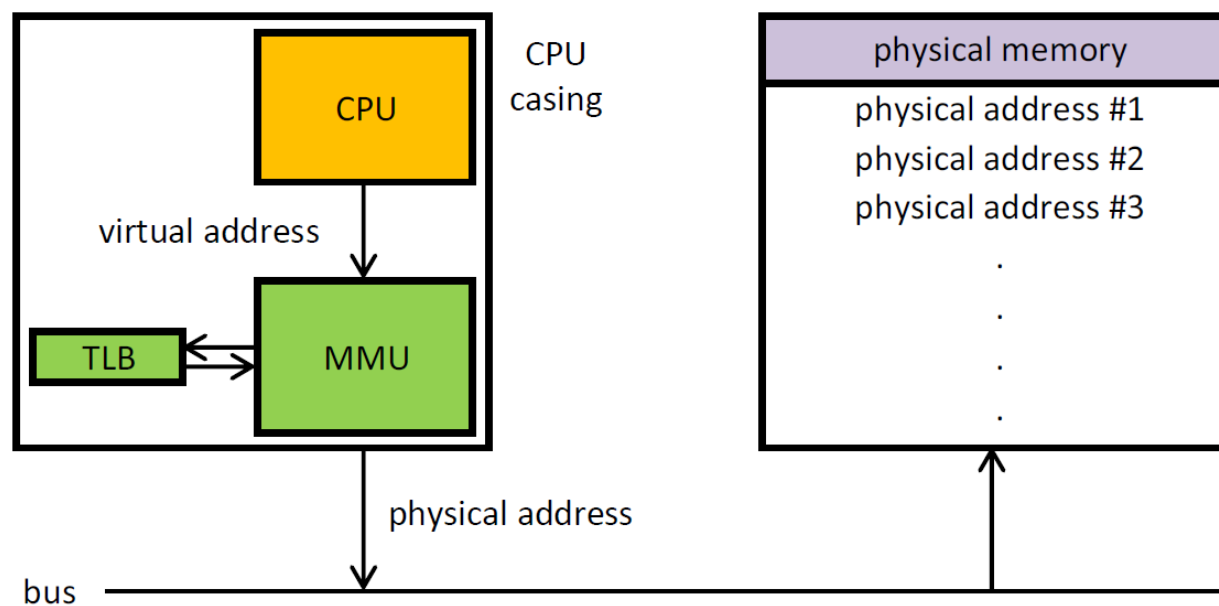 CPU
CPU
casing
virtual address
TLB
MMU
physical address
bus
physical memory
physical address #1
physical address #2
physical address #3
.
.
.
.